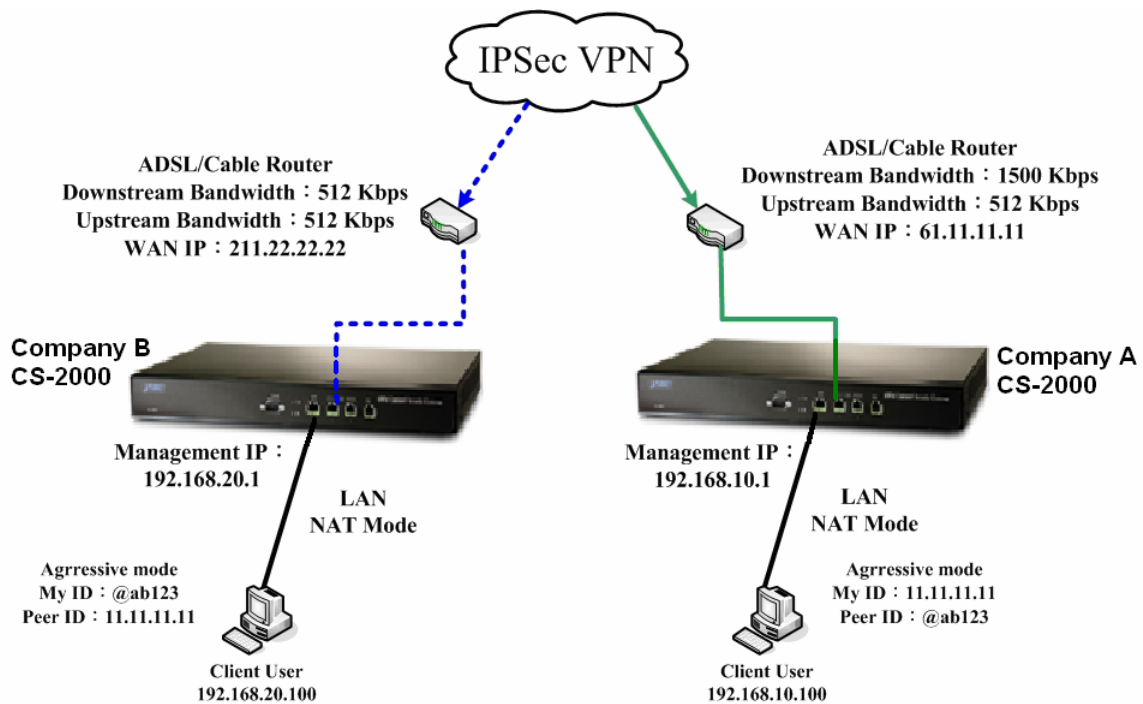 IPSec VPN
ADSL/Cable Router
Downstream Bandwidth：512 Kbps
Upstream Bandwidth：512 Kbps
WAN IP：211.22.22.22
ADSL/Cable Router
Downstream Bandwidth：1500 Kbps
Upstream Bandwidth：512 Kbps
WAN IP：61.11.11.11
Company B
CS-2000
Company A
CS-2000
Management IP：
192.168.20.1
LAN
NAT Mode
Management IP：
192.168.10.1
LAN
NAT Mode
Agrressive mode
My ID：@ab123
Peer ID：11.11.11.11
Client User
192.168.20.100
Agrressive mode
My ID：11.11.11.11
Peer ID：@ab123
Client User
192.168.10.100